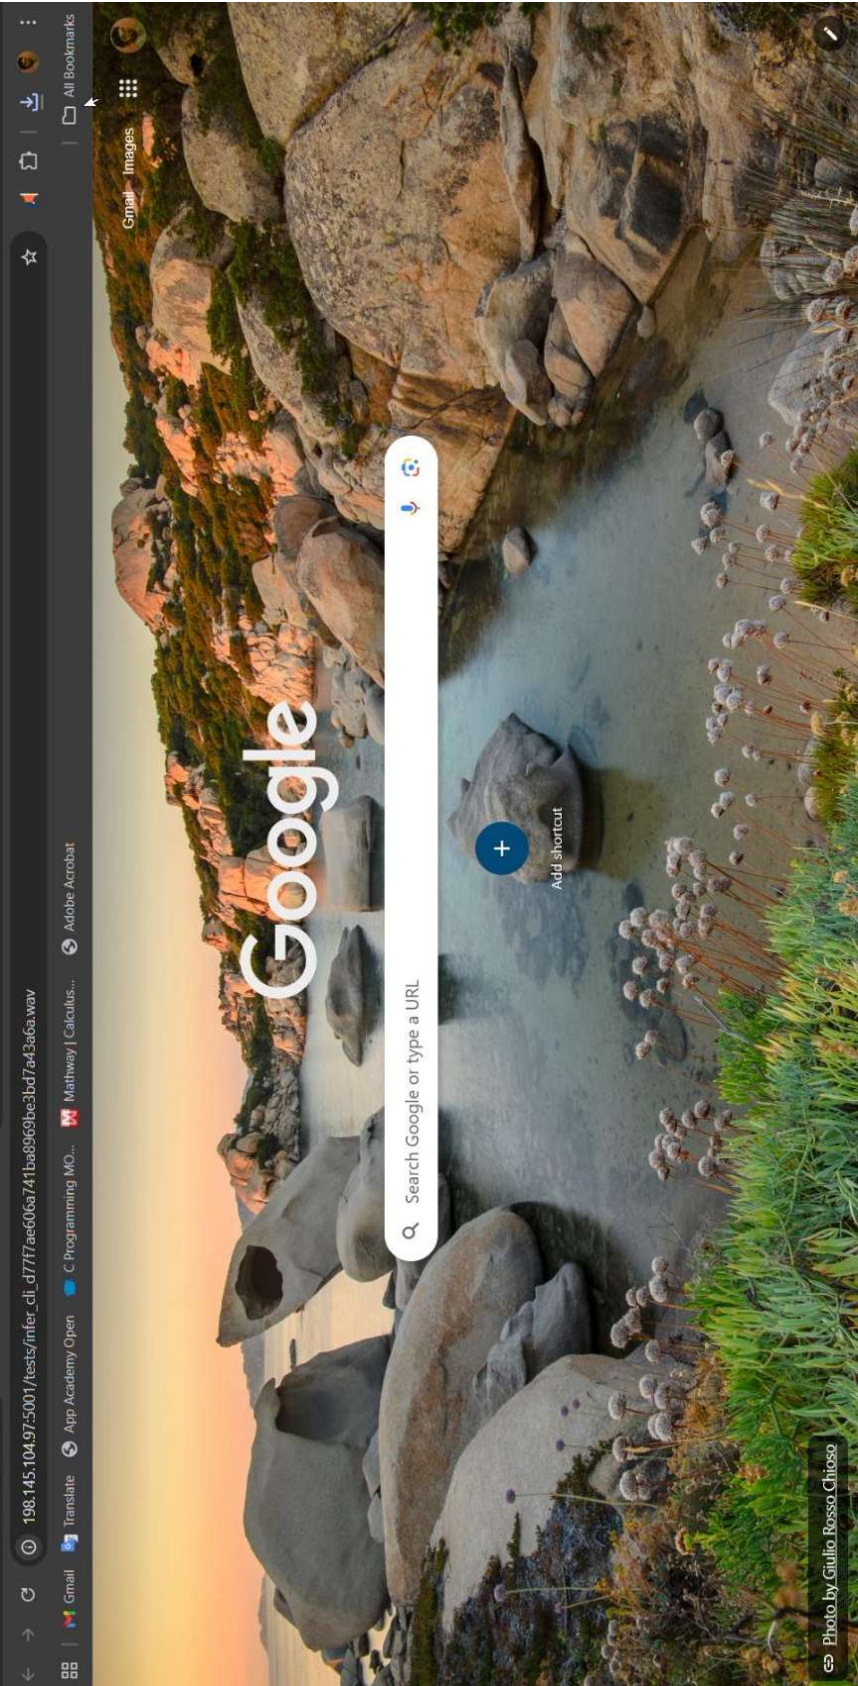 198.145.104.97:5001/tests/infer_cli_d77f7ae606a741ba8969be3bd7a43a6a.wav
Gmail Translate App Academy Open C Programming MO... Mathway | Calculus... Adobe Acrobat All Bookmarks
Gmail Images
Google
Search Google or type a URL
Add shortcut
Photo by Giulio Rosso Chioso